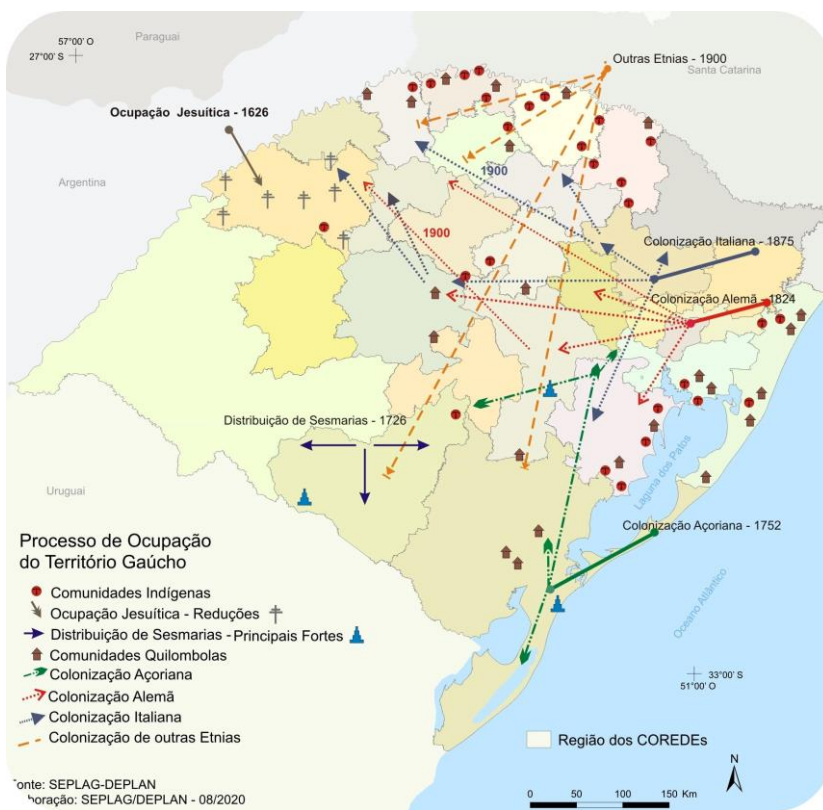 57°00' O
27°00' S
Paraguai
Outras Etnias - 1900
Santa Catarina
Ocupação Jesuítica - 1626
Argentina
1900
1900
Colonização Italiana - 1875
Colonização Alemã - 1824
Distribuição de Sesmarias - 1726
Laguna dos Patos
Uruguai
Colonização Açoriana - 1752
Oceano Atlântico
Processo de Ocupação
do Território Gaúcho
Comunidades Indígenas
Ocupação Jesuítica - Reduções
Distribuição de Sesmarias - Principais Fortes
Comunidades Quilombolas
Colonização Açoriana
Colonização Alemã
Colonização Italiana
Colonização de outras Etnias
33°00' S
51°00' O
Região dos COREDEs
N
0 50 100 150 Km
onte: SEPLAG-DEPLAN
boração: SEPLAG/DEPLAN - 08/2020